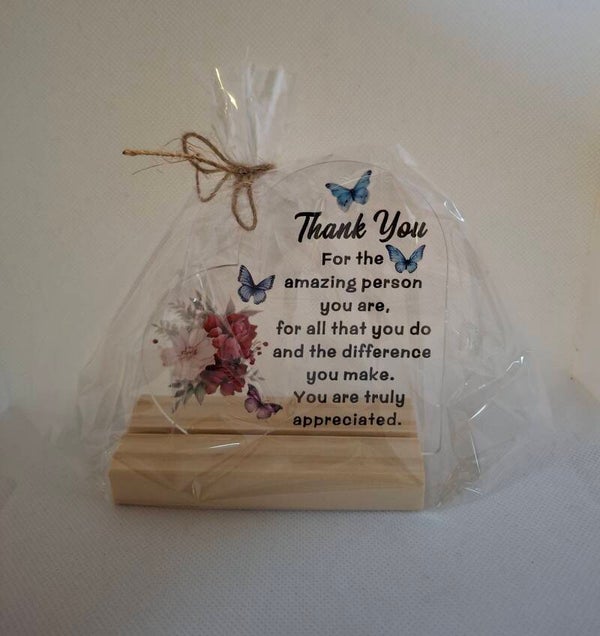 Thank You
For the
amazing person
you are,
for all that you do
and the difference
you make.
You are truly
appreciated.